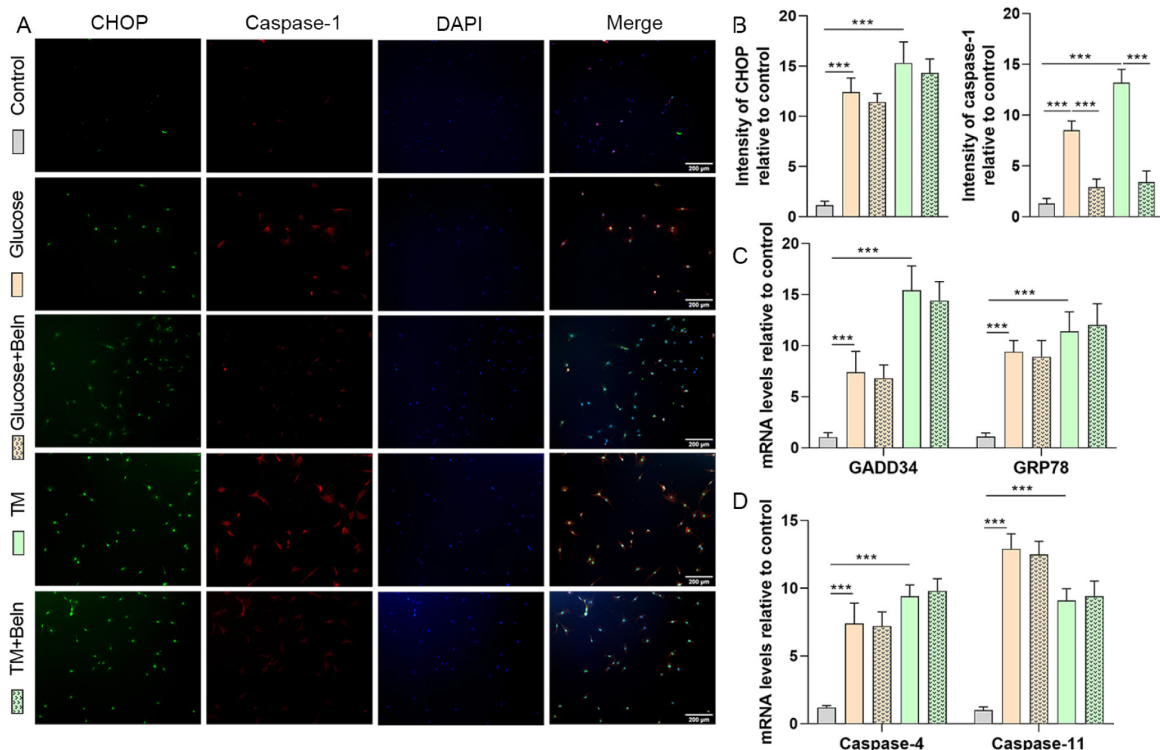 A
CHOP
Caspase-1
DAPI
Merge
Control
Glucose
Glucose+Beln
TM
TM+Beln
200 μm
200 μm
200 μm
200 μm
200 μm
B
Intensity of CHOP
relative to control
20
15
10
5
0
***
***
Intensity of caspase-1
relative to control
20
15
10
5
0
***
***
***
***
C
mRNA levels relative to control
20
15
10
5
0
***
***
***
***
GADD34
GRP78
D
mRNA levels relative to control
15
10
5
0
***
***
***
***
Caspase-4
Caspase-11